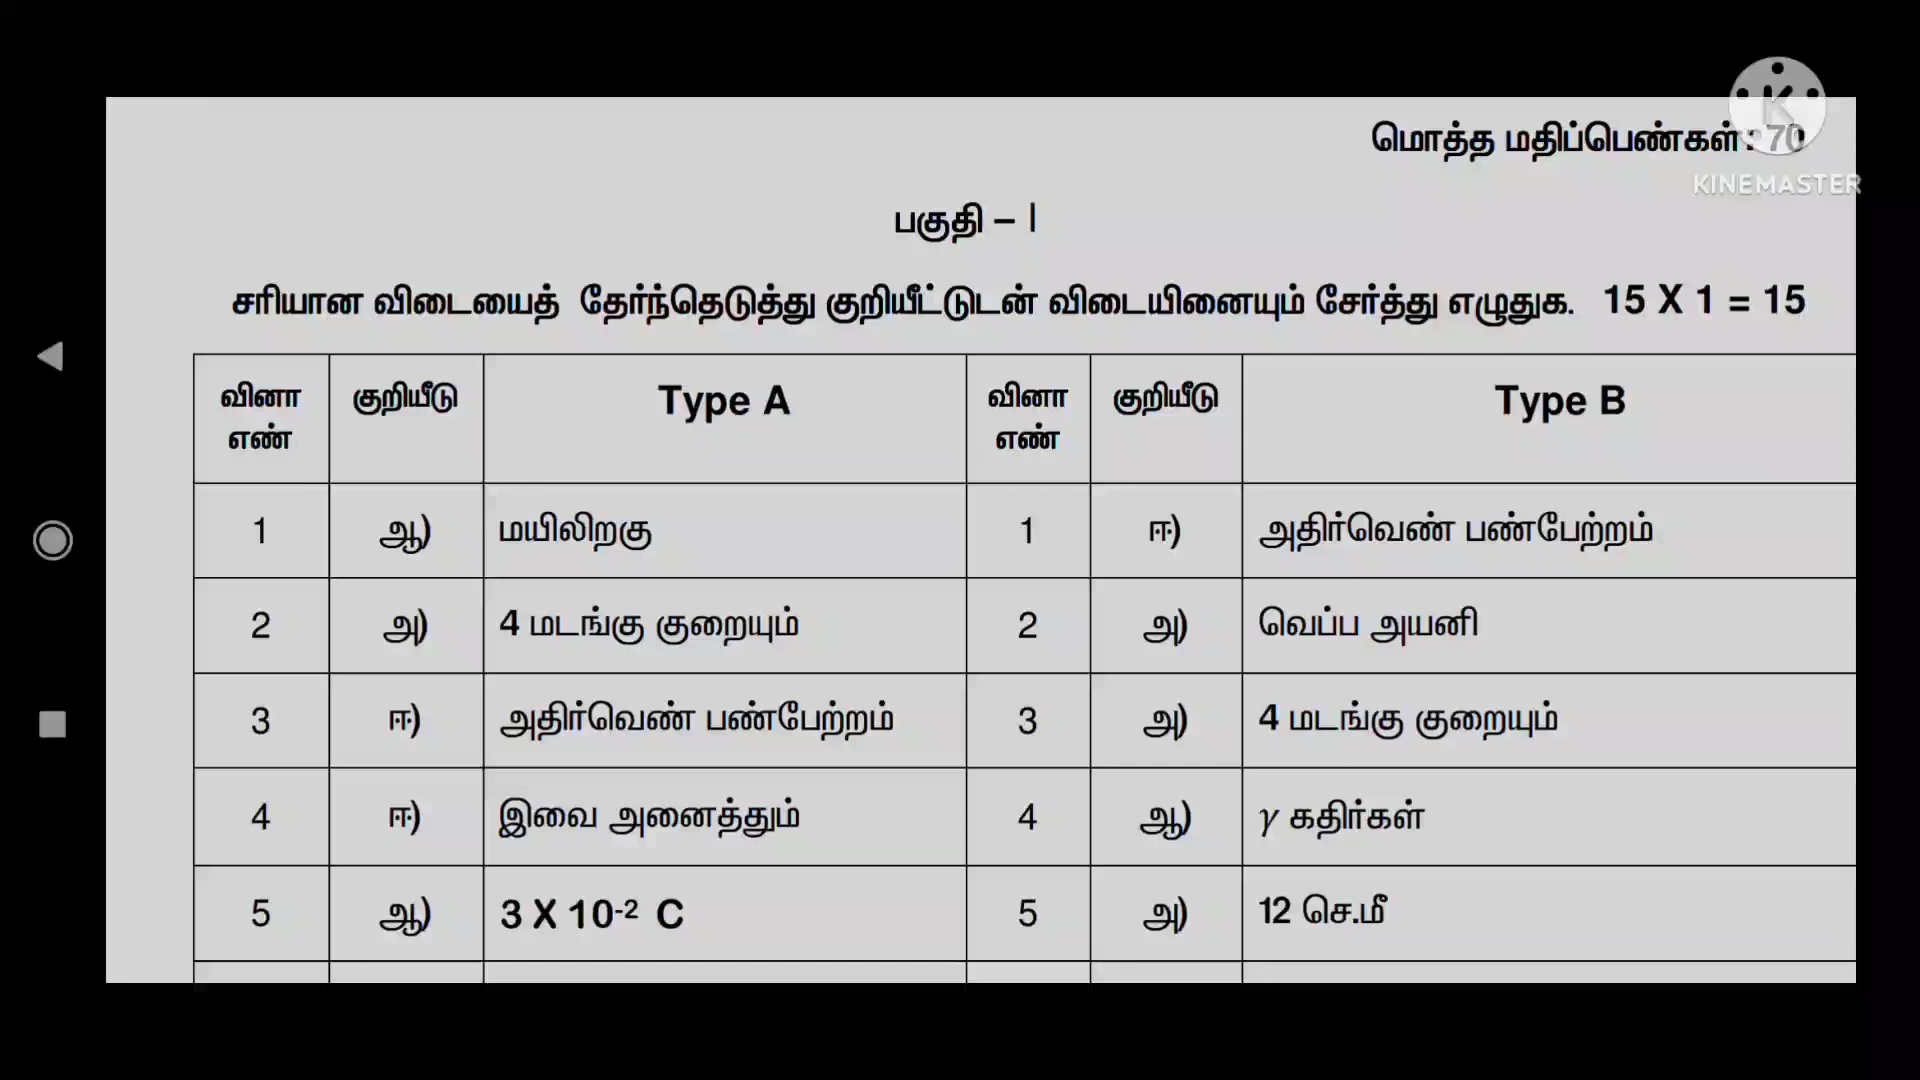 மொத்த மதிப்பெண்கள் : 70
KINEMASTER
பகுதி – I
சரியான விடையைத் தேர்ந்தெடுத்து குறியீட்டுடன் விடையினையும் சேர்த்து எழுதுக. 15 X 1 = 15
வினா எண் குறியீடு Type A வினா எண் குறியீடு Type B
1 ஆ) மயிலிறகு 1 ஈ) அதிர்வெண் பண்பேற்றம்
2 அ) 4 மடங்கு குறையும் 2 அ) வெப்ப அயனி
3 ஈ) அதிர்வெண் பண்பேற்றம் 3 அ) 4 மடங்கு குறையும்
4 ஈ) இவை அனைத்தும் 4 ஆ) γ கதிர்கள்
5 ஆ) 3 X 10⁻² C 5 அ) 12 செ.மீ